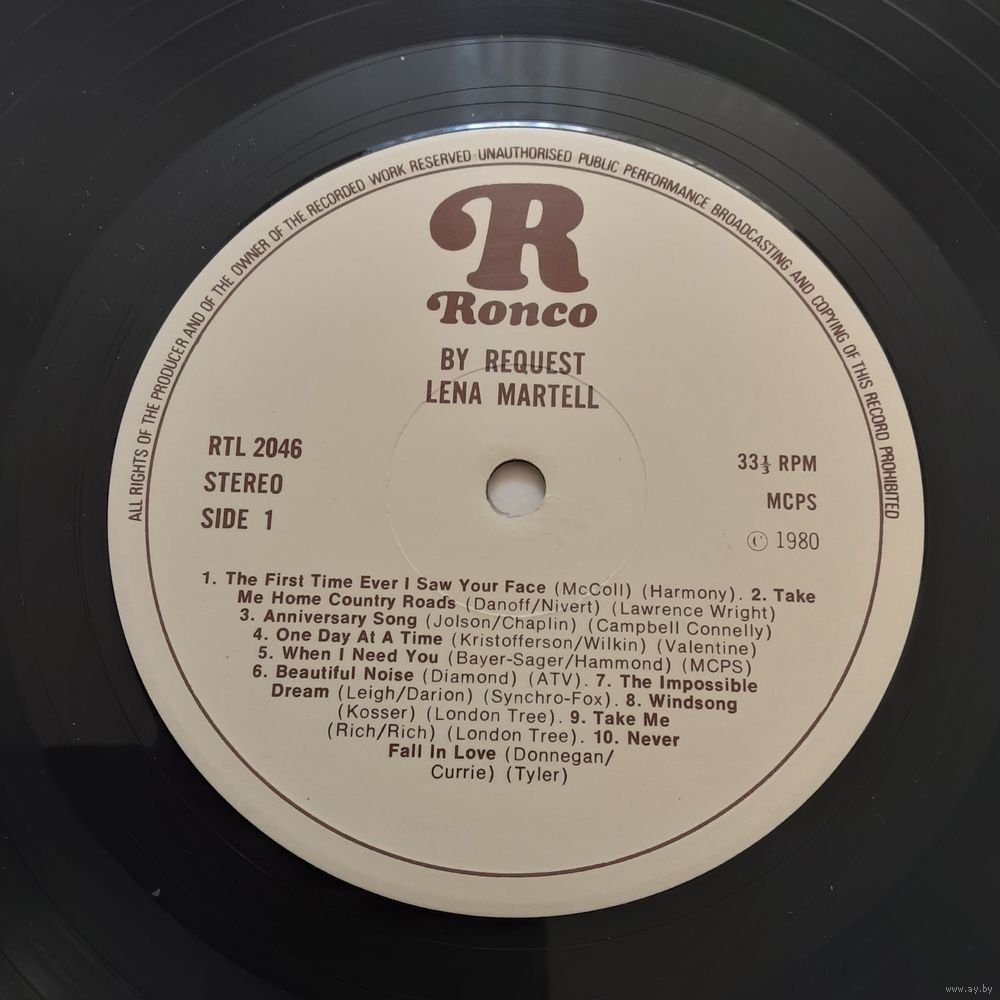 ALL RIGHTS OF THE PRODUCER AND OF THE OWNER OF THE RECORDED WORK RESERVED · UNAUTHORISED PUBLIC PERFORMANCE BROADCASTING AND COPYING OF THIS RECORD PROHIBITED
R
Ronco
BY REQUEST
LENA MARTELL
RTL 2046
STEREO
SIDE 1
33⅓ RPM
MCPS
© 1980
1. The First Time Ever I Saw Your Face (McColl) (Harmony). 2. Take
Me Home Country Roads (Danoff/Nivert) (Lawrence Wright)
3. Anniversary Song (Jolson/Chaplin) (Campbell Connelly)
4. One Day At A Time (Kristofferson/Wilkin) (Valentine)
5. When I Need You (Bayer-Sager/Hammond) (MCPS)
6. Beautiful Noise (Diamond) (ATV). 7. The Impossible
Dream (Leigh/Darion) (Synchro-Fox). 8. Windsong
(Kosser) (London Tree). 9. Take Me
(Rich/Rich) (London Tree). 10. Never
Fall In Love (Donnegan/
Currie) (Tyler)
www.ay.by